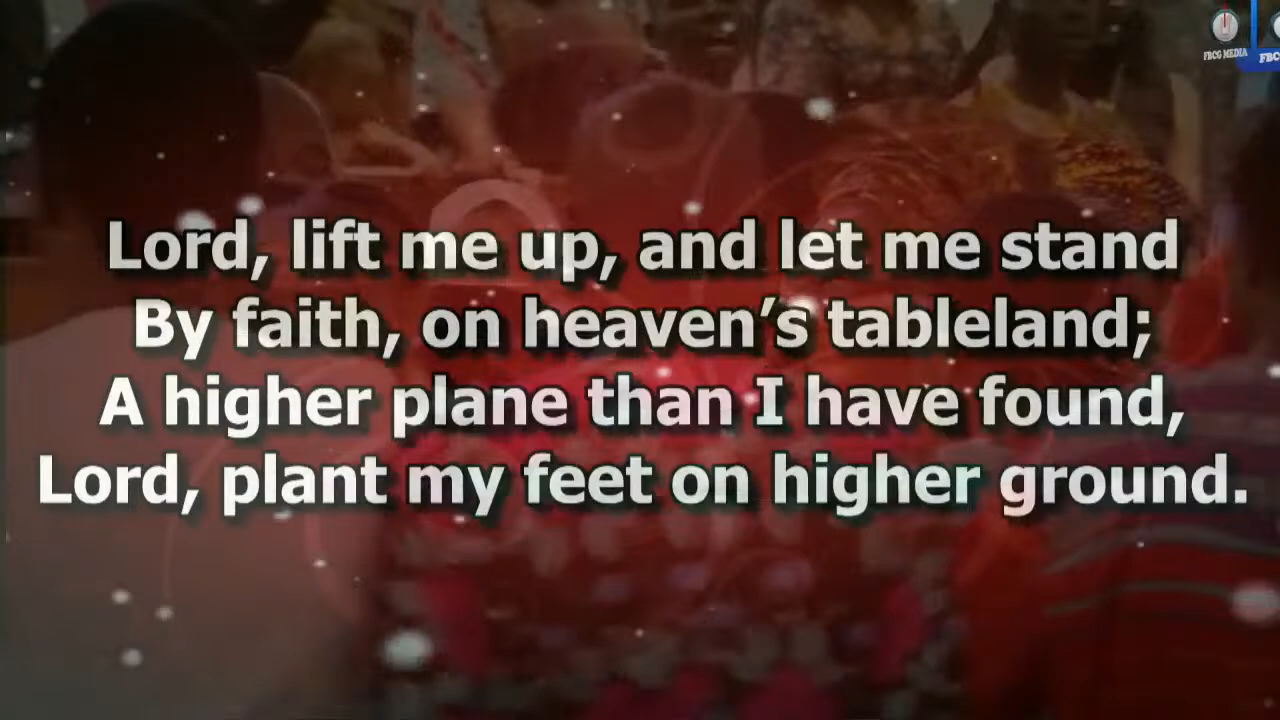 FBCG MEDIA
FBC
Lord, lift me up, and let me stand
By faith, on heaven’s tableland;
A higher plane than I have found,
Lord, plant my feet on higher ground.